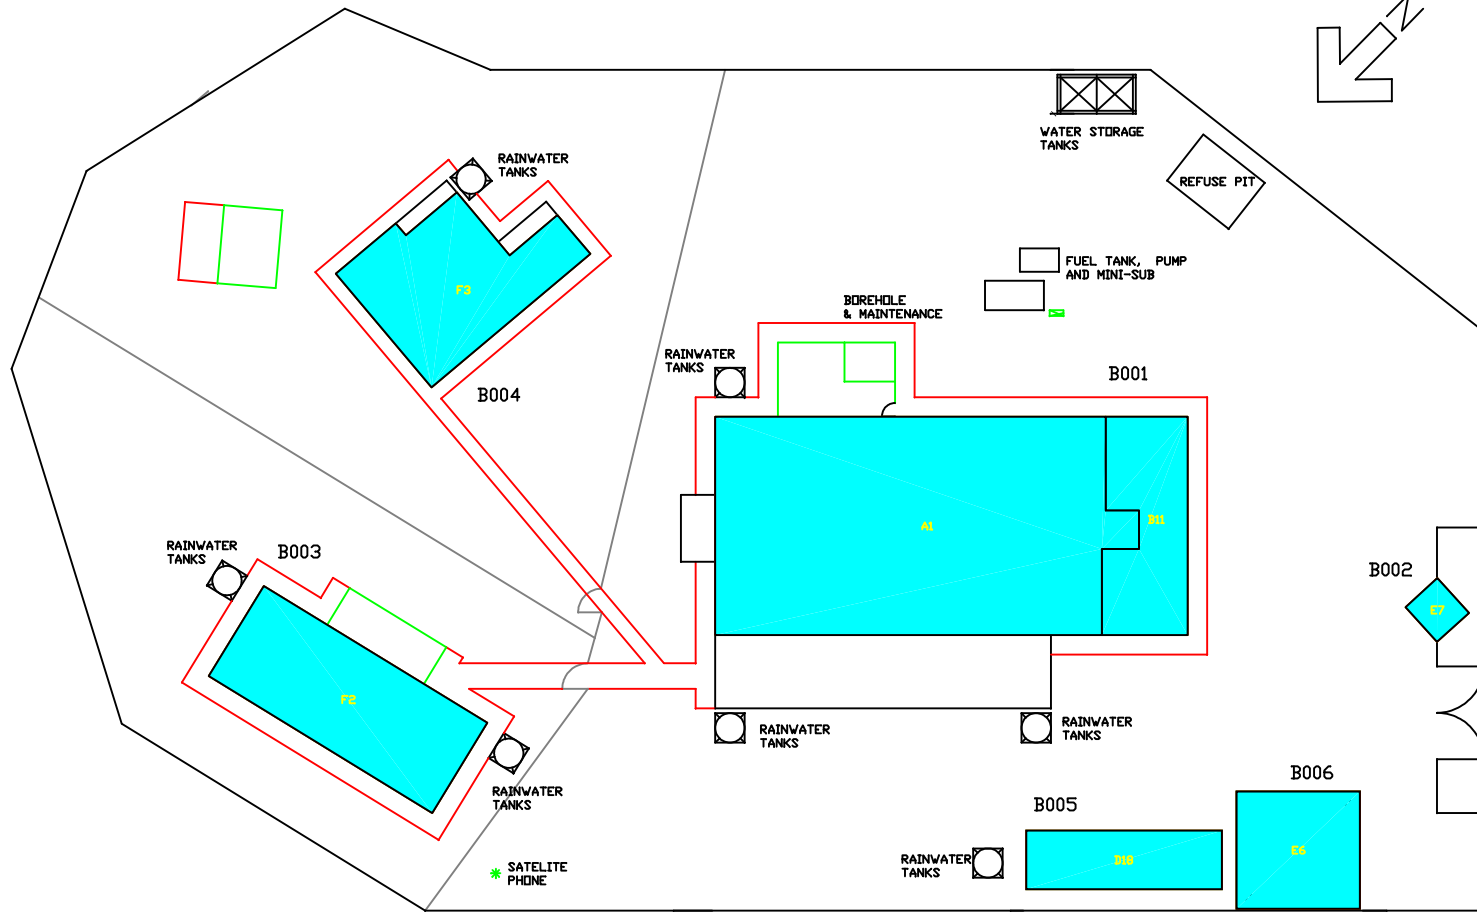 N
WATER STORAGE
TANKS
RAINWATER
TANKS
REFUSE PIT
FUEL TANK, PUMP
AND MINI-SUB
F3
BOREHOLE
& MAINTENANCE
RAINWATER
TANKS
B001
B004
A1
B11
RAINWATER
TANKS
B003
B002
E7
F2
RAINWATER
TANKS
RAINWATER
TANKS
RAINWATER
TANKS
B006
B005
RAINWATER
TANKS
D18
E6
SATELITE
PHONE